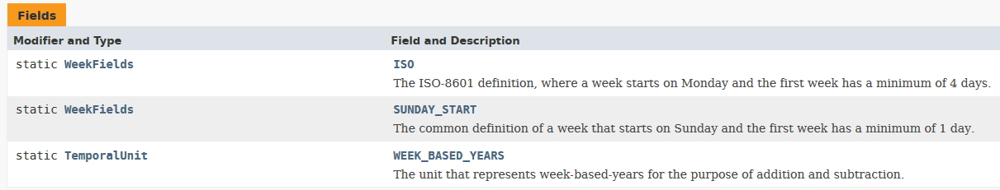 Fields
Modifier and Type Field and Description
static WeekFields ISO
The ISO-8601 definition, where a week starts on Monday and the first week has a minimum of 4 days.
static WeekFields SUNDAY_START
The common definition of a week that starts on Sunday and the first week has a minimum of 1 day.
static TemporalUnit WEEK_BASED_YEARS
The unit that represents week-based-years for the purpose of addition and subtraction.